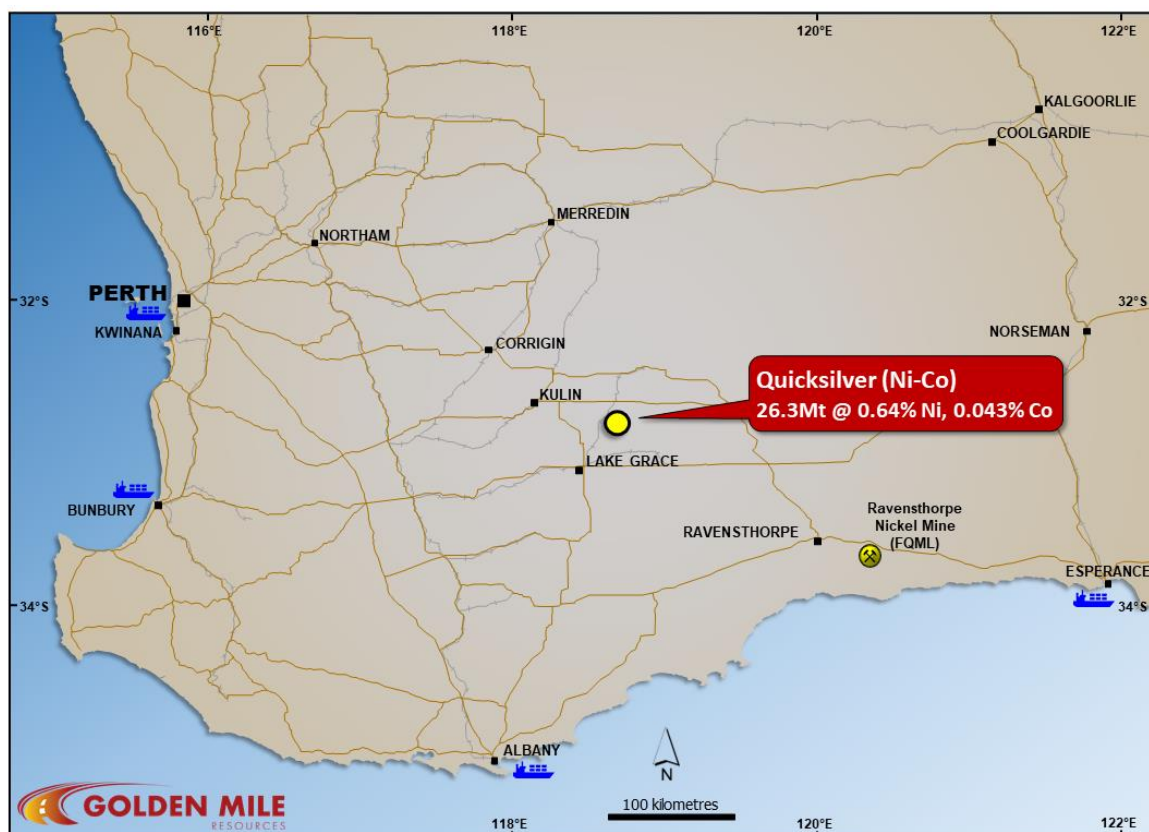 116°E
118°E
120°E
122°E
KALGOORLIE
COOLGARDIE
MERREDIN
NORTHAM
PERTH
32°S
32°S
KWINANA
NORSEMAN
CORRIGIN
Quicksilver (Ni-Co)
26.3Mt @ 0.64% Ni, 0.043% Co
KULIN
LAKE GRACE
BUNBURY
Ravensthorpe
Nickel Mine
(FQML)
RAVENSTHORPE
ESPERANCE
34°S
34°S
ALBANY
N
GOLDEN MILE
RESOURCES
100 kilometres
118°E
120°E
122°E